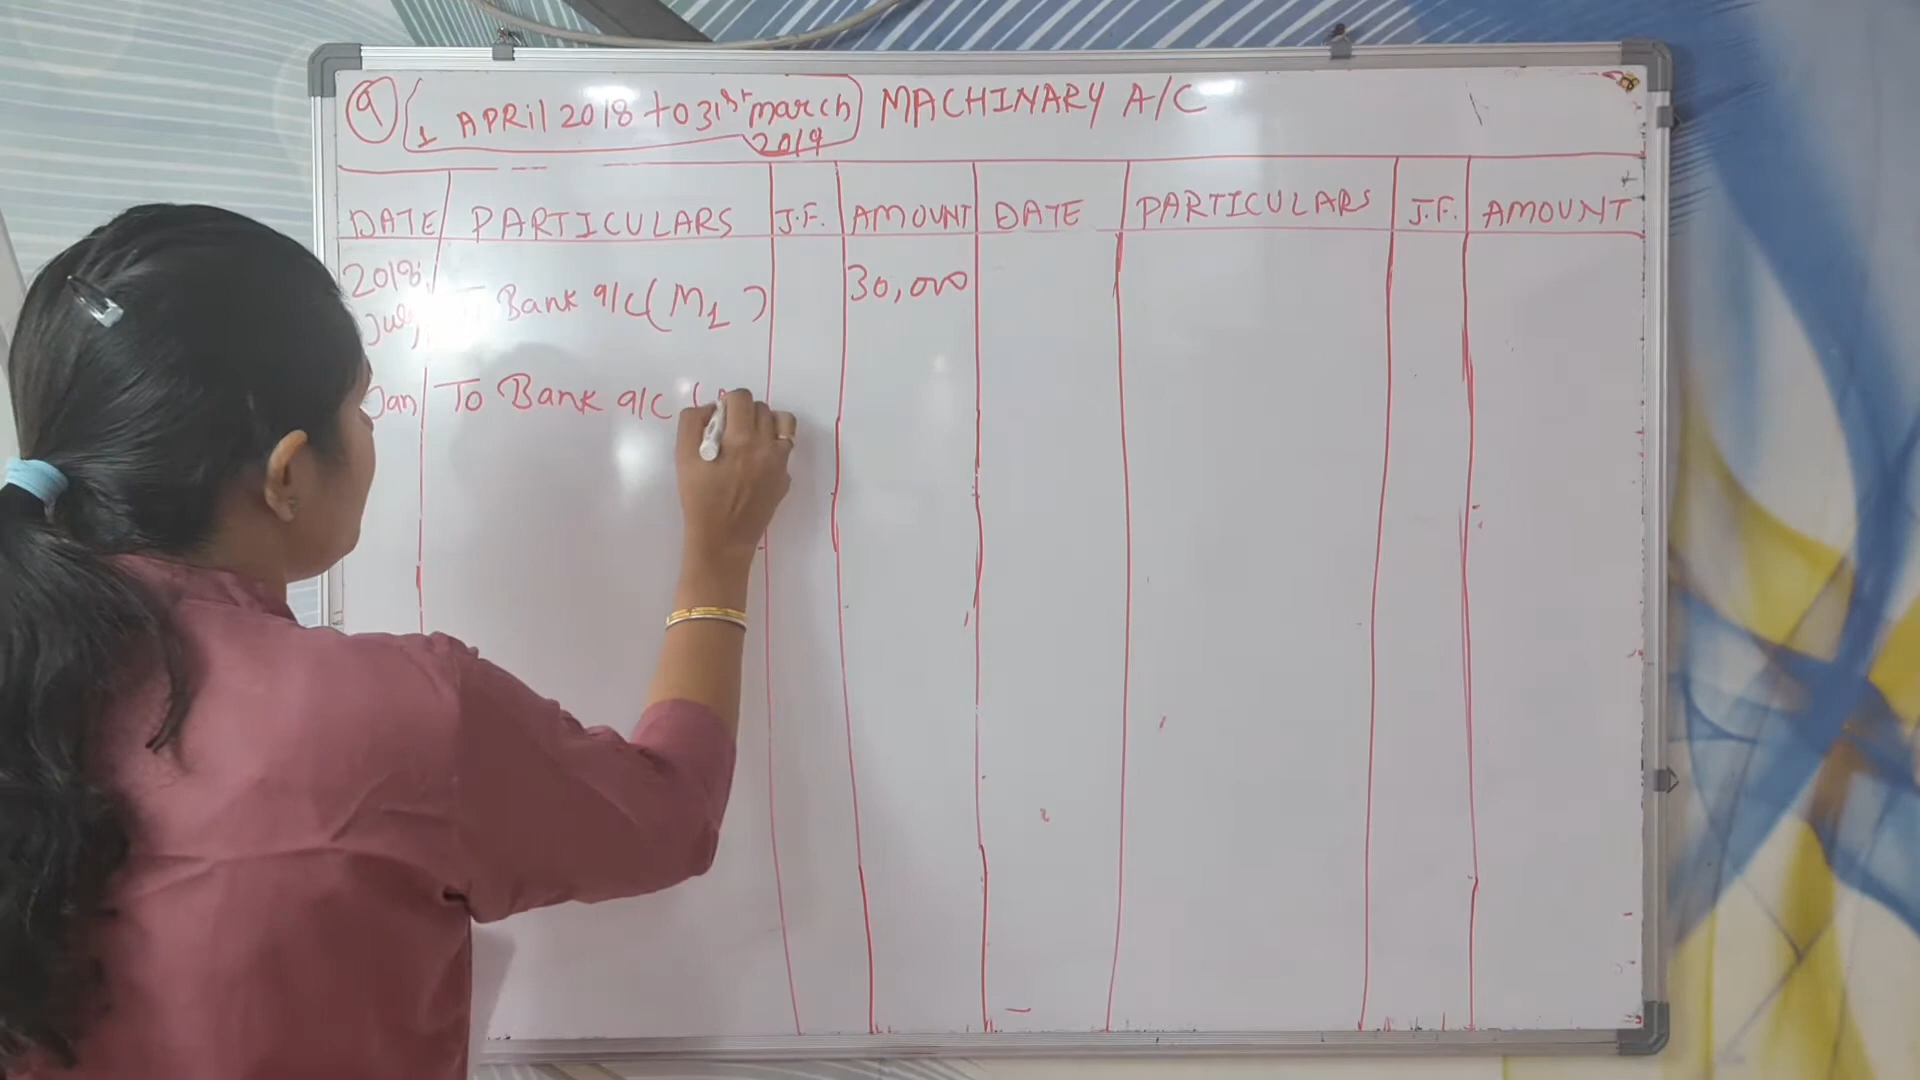 9 1 APRil 2018 to 31st march MACHINARY A/C
2019
DATE PARTICULARS J.F. AMOUNT DATE PARTICULARS J.F. AMOUNT
2018, Bank a/c (M1) 30,000
July
Jan To Bank a/c (